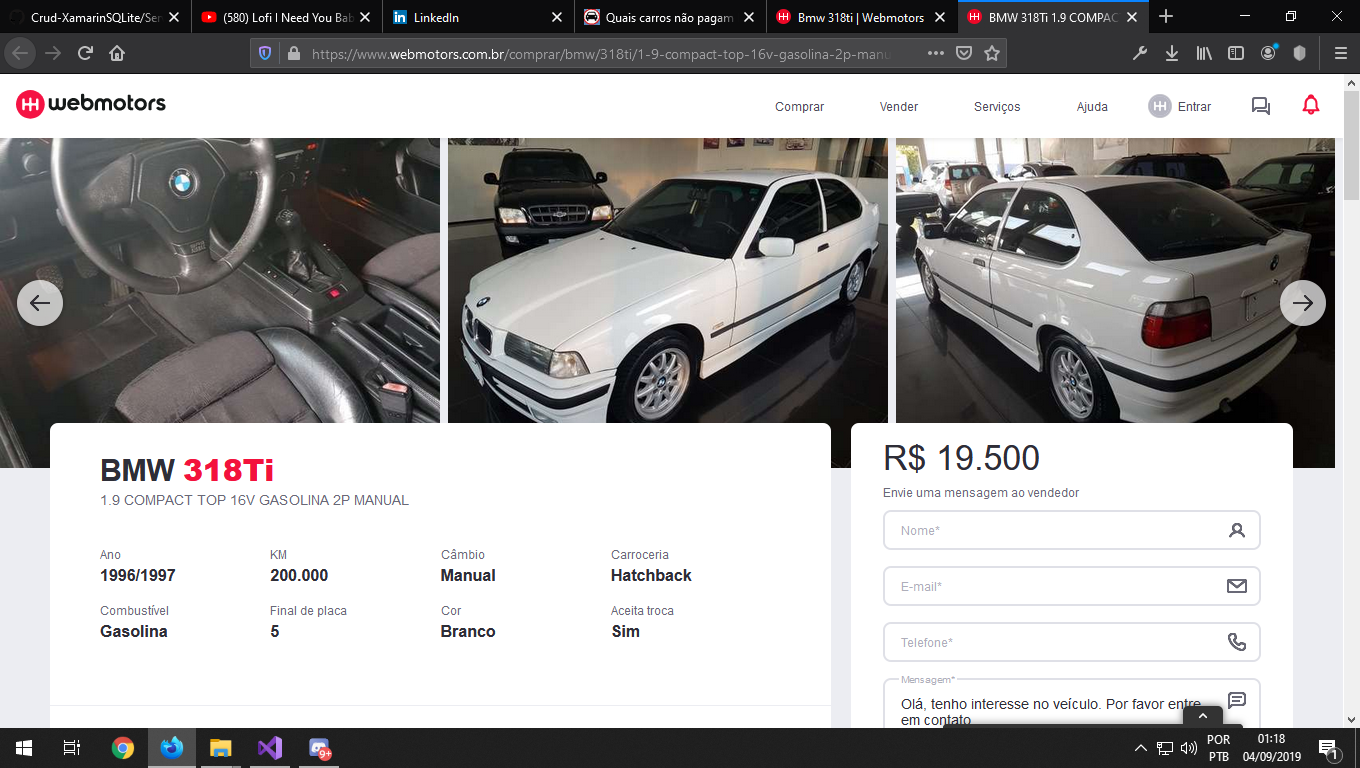 Crud-XamarinSQLite/Ser
(580) Lofi | Need You Bab
LinkedIn
Quais carros não pagam
Bmw 318ti | Webmotors
BMW 318Ti 1.9 COMPAC
https://www.webmotors.com.br/comprar/bmw/318ti/1-9-compact-top-16v-gasolina-2p-manu
webmotors
Comprar
Vender
Serviços
Ajuda
Entrar
BMW 318Ti
1.9 COMPACT TOP 16V GASOLINA 2P MANUAL
Ano
KM
Câmbio
Carroceria
1996/1997
200.000
Manual
Hatchback
Combustível
Final de placa
Cor
Aceita troca
Gasolina
5
Branco
Sim
R$ 19.500
Envie uma mensagem ao vendedor
Nome*
E-mail*
Telefone*
Mensagem*
Olá, tenho interesse no veículo. Por favor entre
em contato
9+
POR
PTB
01:18
04/09/2019
1